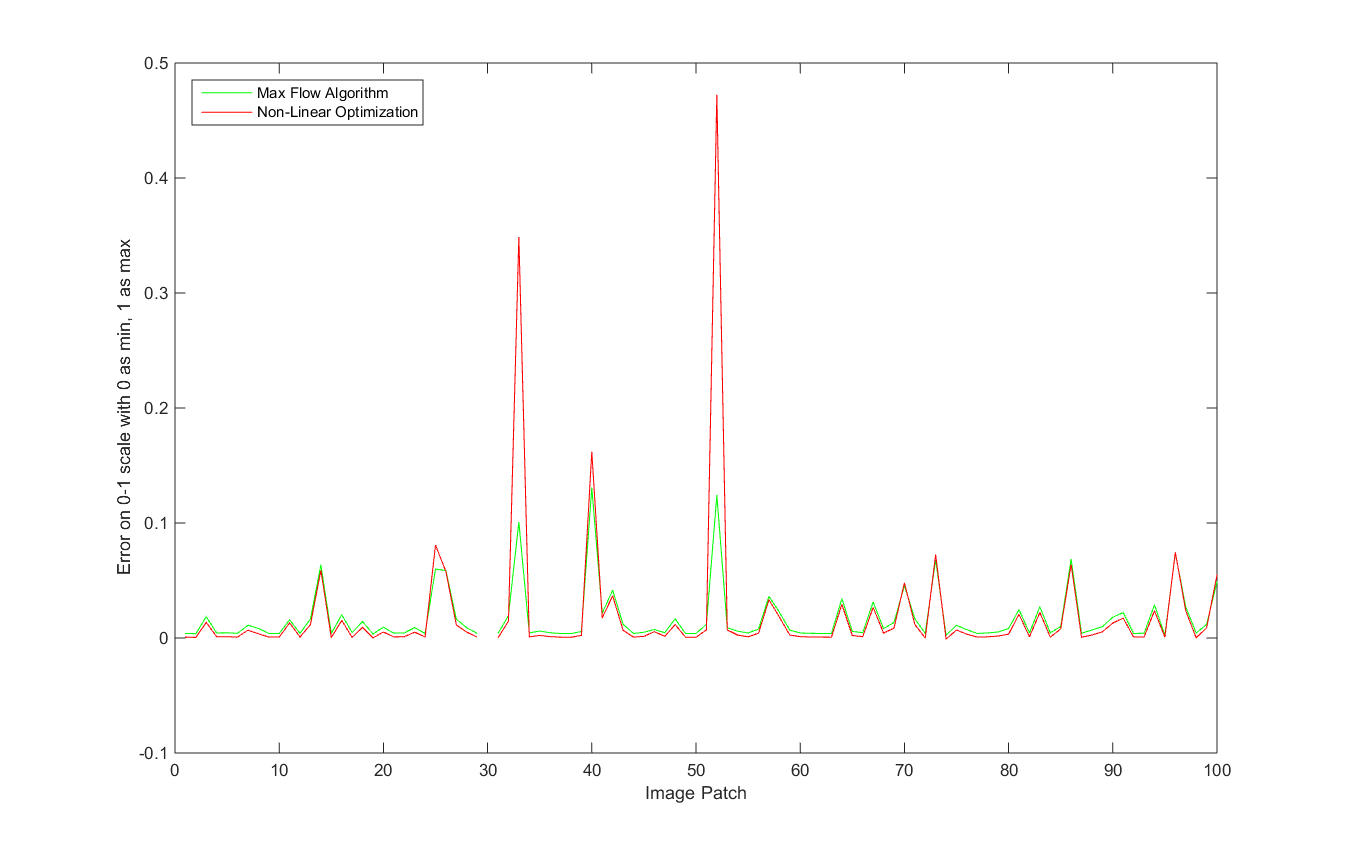 Max Flow Algorithm
Non-Linear Optimization
0.5
0.4
0.3
0.2
0.1
0
-0.1
Error on 0-1 scale with 0 as min, 1 as max
0 10 20 30 40 50 60 70 80 90 100
Image Patch